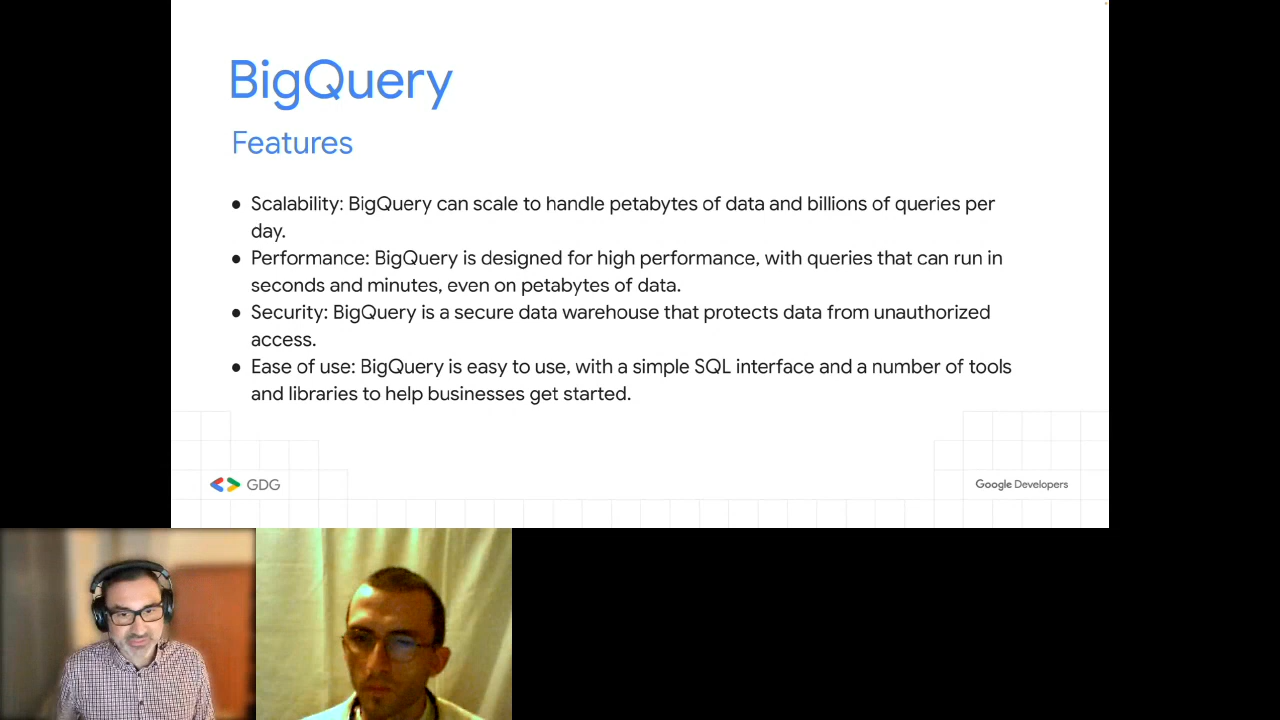 BigQuery
Features
● Scalability: BigQuery can scale to handle petabytes of data and billions of queries per
day.
● Performance: BigQuery is designed for high performance, with queries that can run in
seconds and minutes, even on petabytes of data.
● Security: BigQuery is a secure data warehouse that protects data from unauthorized
access.
● Ease of use: BigQuery is easy to use, with a simple SQL interface and a number of tools
and libraries to help businesses get started.
GDG
Google Developers